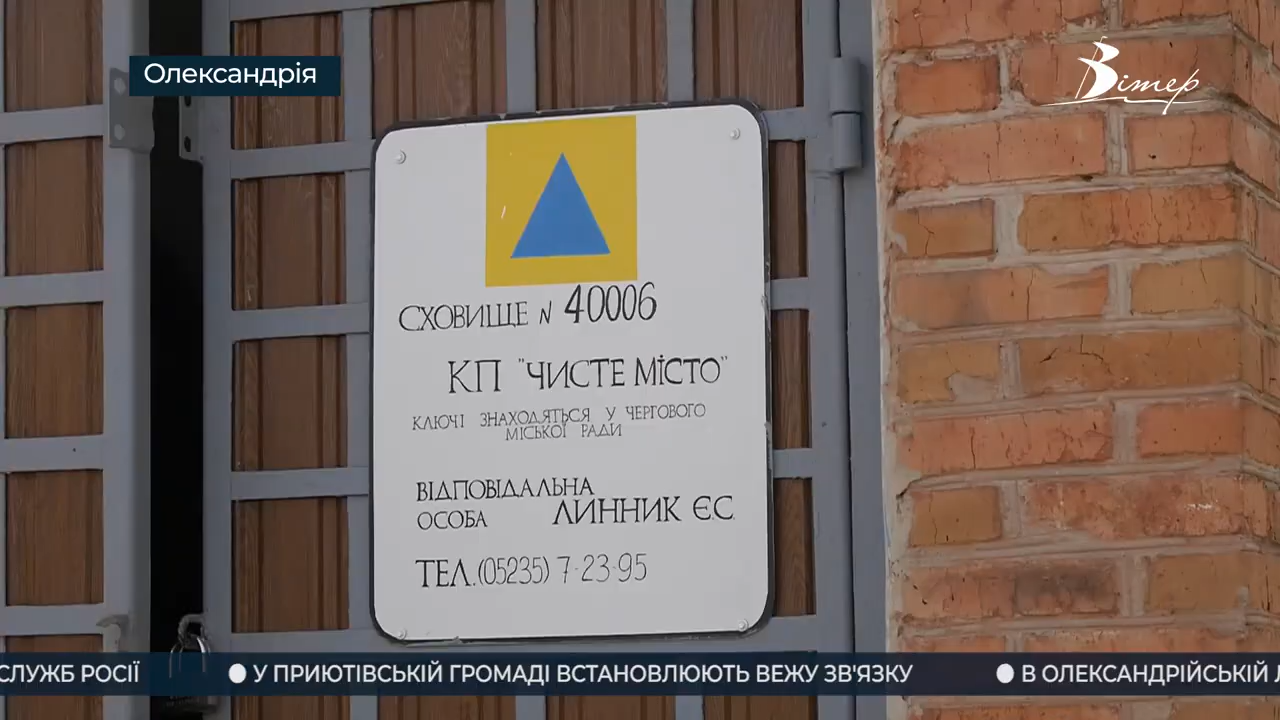 Олександрія
Вітер
СХОВИЩЕ N 40006
КП "ЧИСТЕ МІСТО"
КЛЮЧІ ЗНАХОДЯТЬСЯ У ЧЕРГОВОГО
МІСЬКОЇ РАДИ
ВІДПОВІДАЛЬНА
ОСОБА ЛИННИК Є.С.
ТЕЛ.(05235) 7-23-95
СЛУЖБ РОСІЇ ● У ПРИЮТІВСЬКІЙ ГРОМАДІ ВСТАНОВЛЮЮТЬ ВЕЖУ ЗВ'ЯЗКУ ● В ОЛЕКСАНДРІЙСЬКІЙ